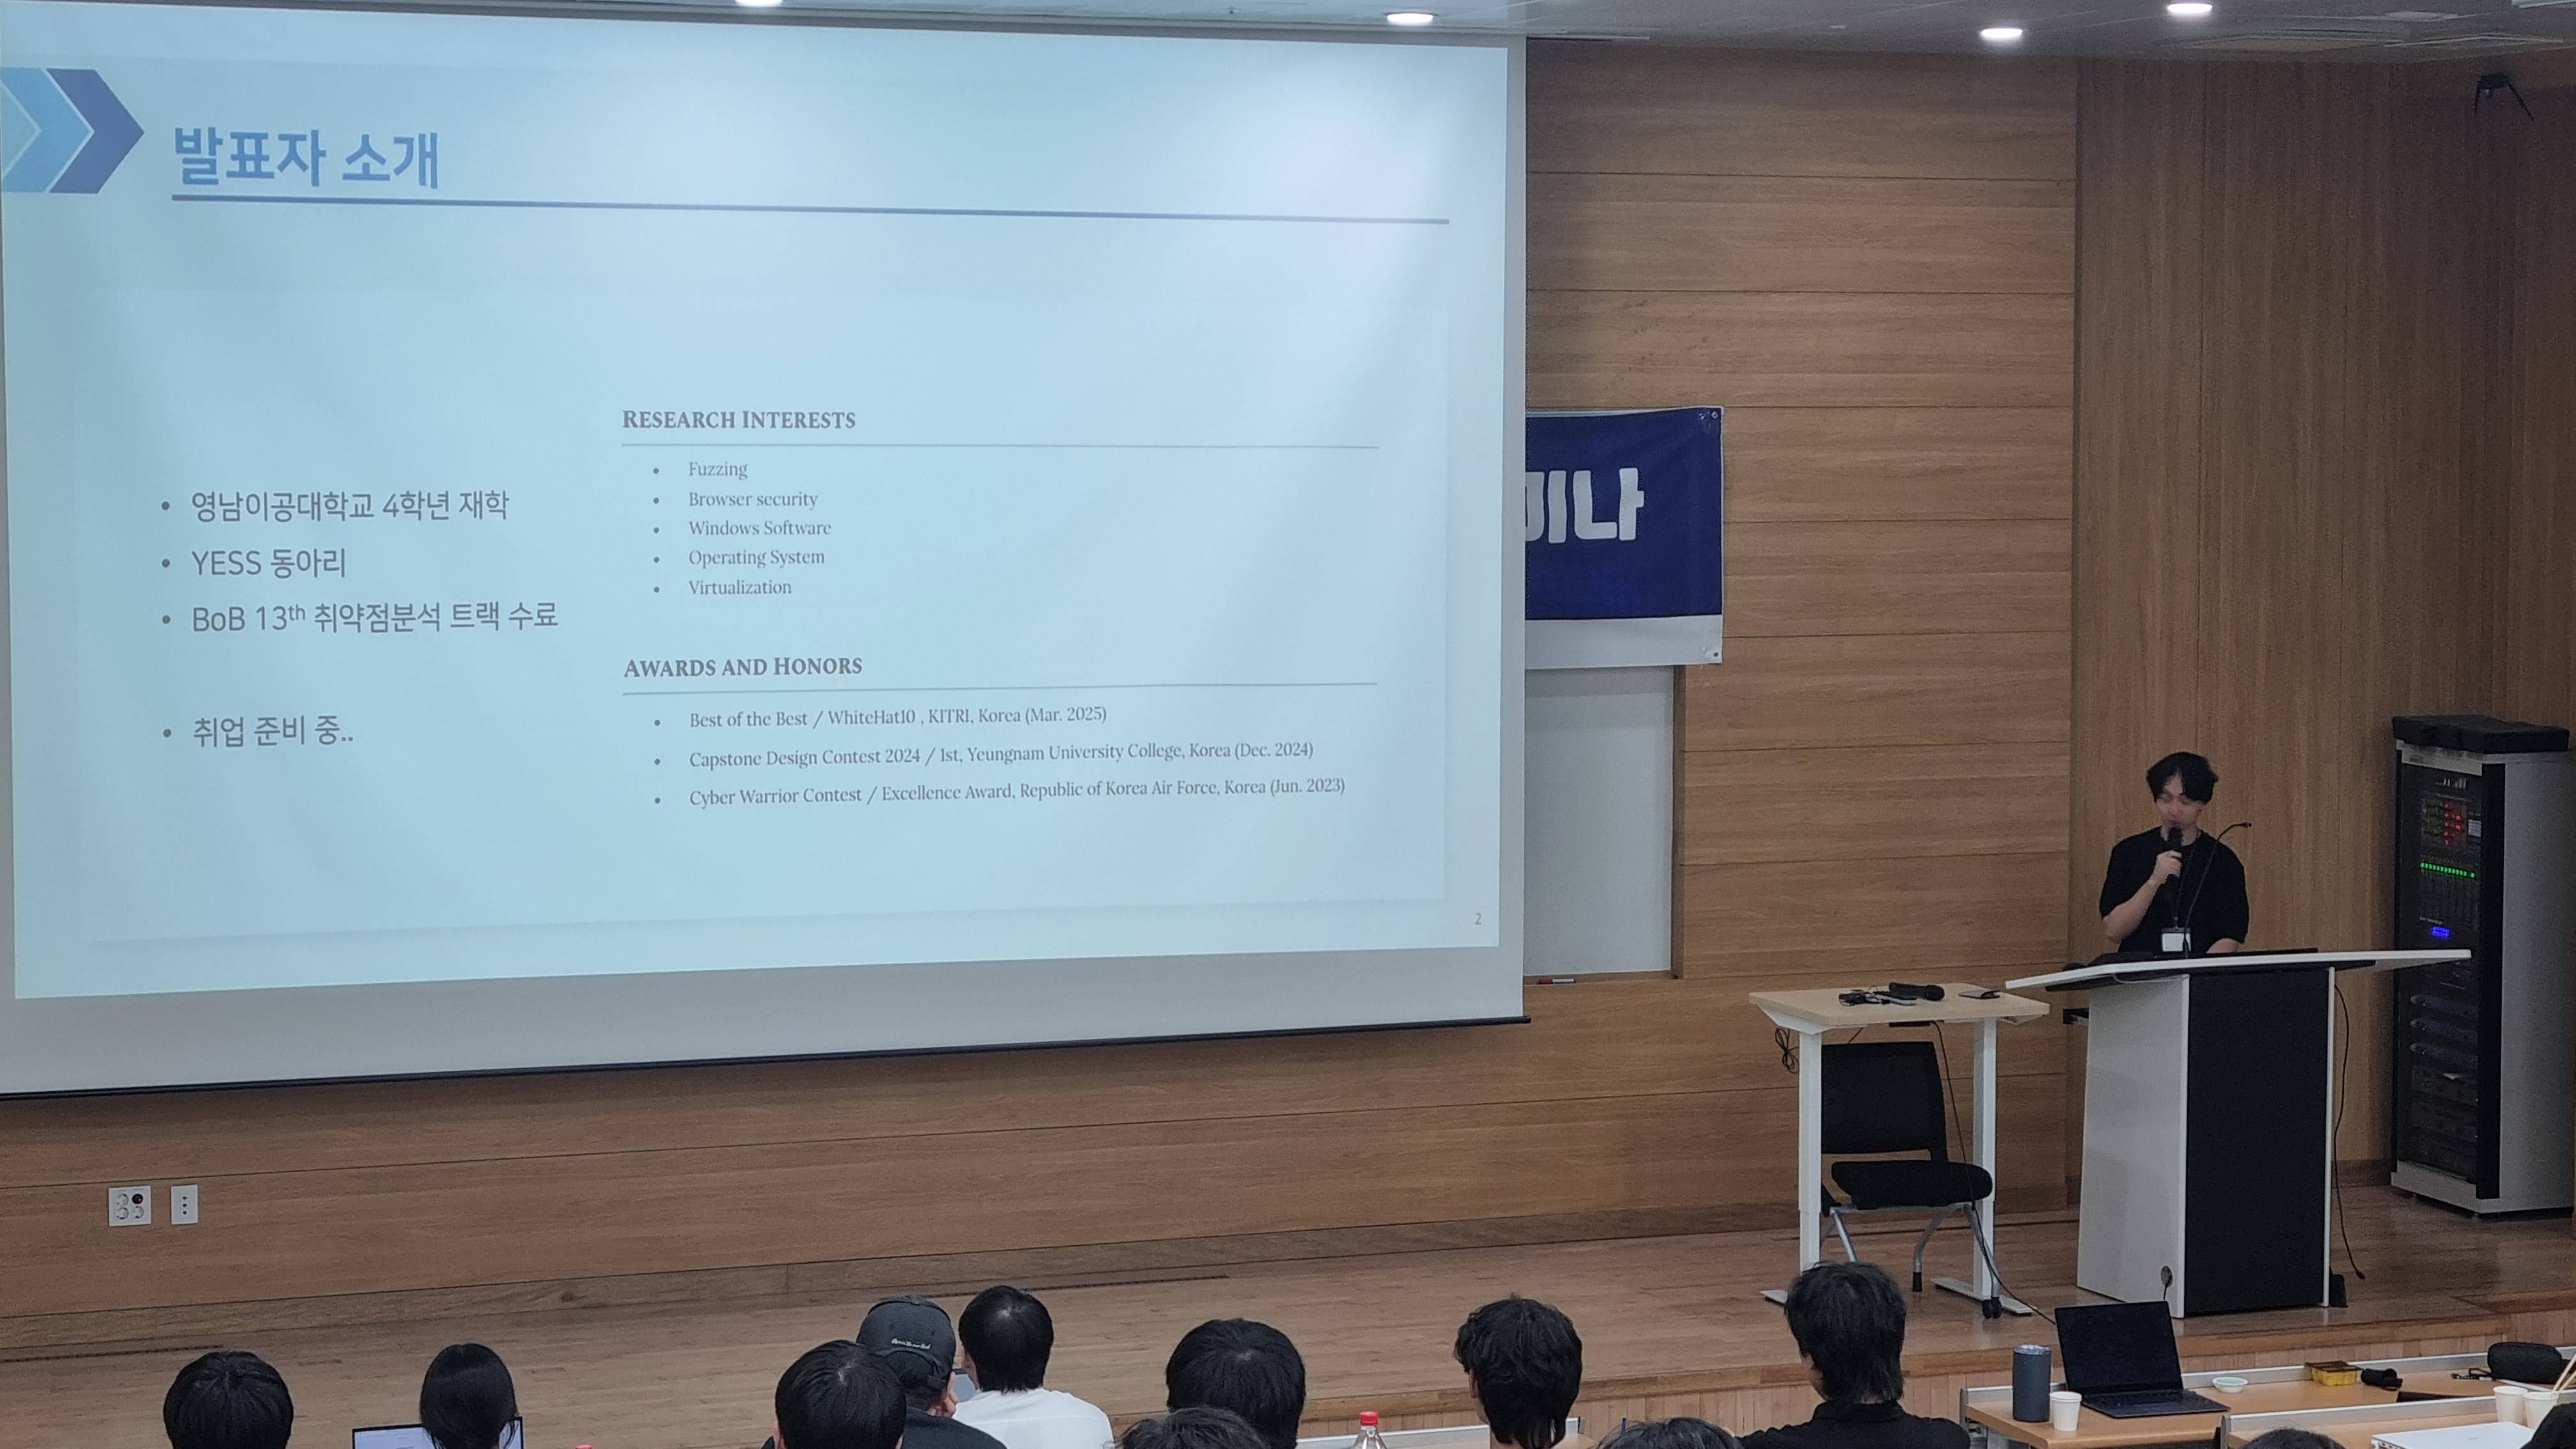 발표자 소개
• 영남이공대학교 4학년 재학
• YESS 동아리
• BoB 13th 취약점분석 트랙 수료
• 취업 준비 중..
RESEARCH INTERESTS
• Fuzzing
• Browser security
• Windows Software
• Operating System
• Virtualization
AWARDS AND HONORS
• Best of the Best / WhiteHat10 , KITRI, Korea (Mar. 2025)
• Capstone Design Contest 2024 / 1st, Yeungnam University College, Korea (Dec. 2024)
• Cyber Warrior Contest / Excellence Award, Republic of Korea Air Force, Korea (Jun. 2023)
2
미나